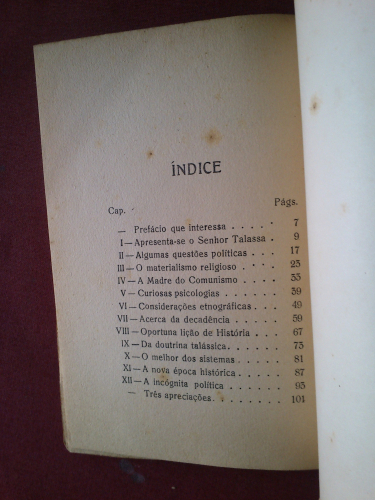 ÍNDICE
Cap. Págs.
— Prefácio que interessa . . . . . 7
I — Apresenta-se o Senhor Talassa . 9
II — Algumas questões políticas . . . 17
III — O materialismo religioso . . . . 23
IV — A Madre do Comunismo . . . . 33
V — Curiosas psicologias . . . . . 39
VI — Considerações etnográficas . . . 49
VII — Acerca da decadência . . . . . 59
VIII — Oportuna lição de História . . . 67
IX — Da doutrina talássica . . . . . 73
X — O melhor dos sistemas . . . . 81
XI — A nova época histórica . . . . 87
XII — A incógnita política . . . . . . 93
— Três apreciações. . . . . . . 101